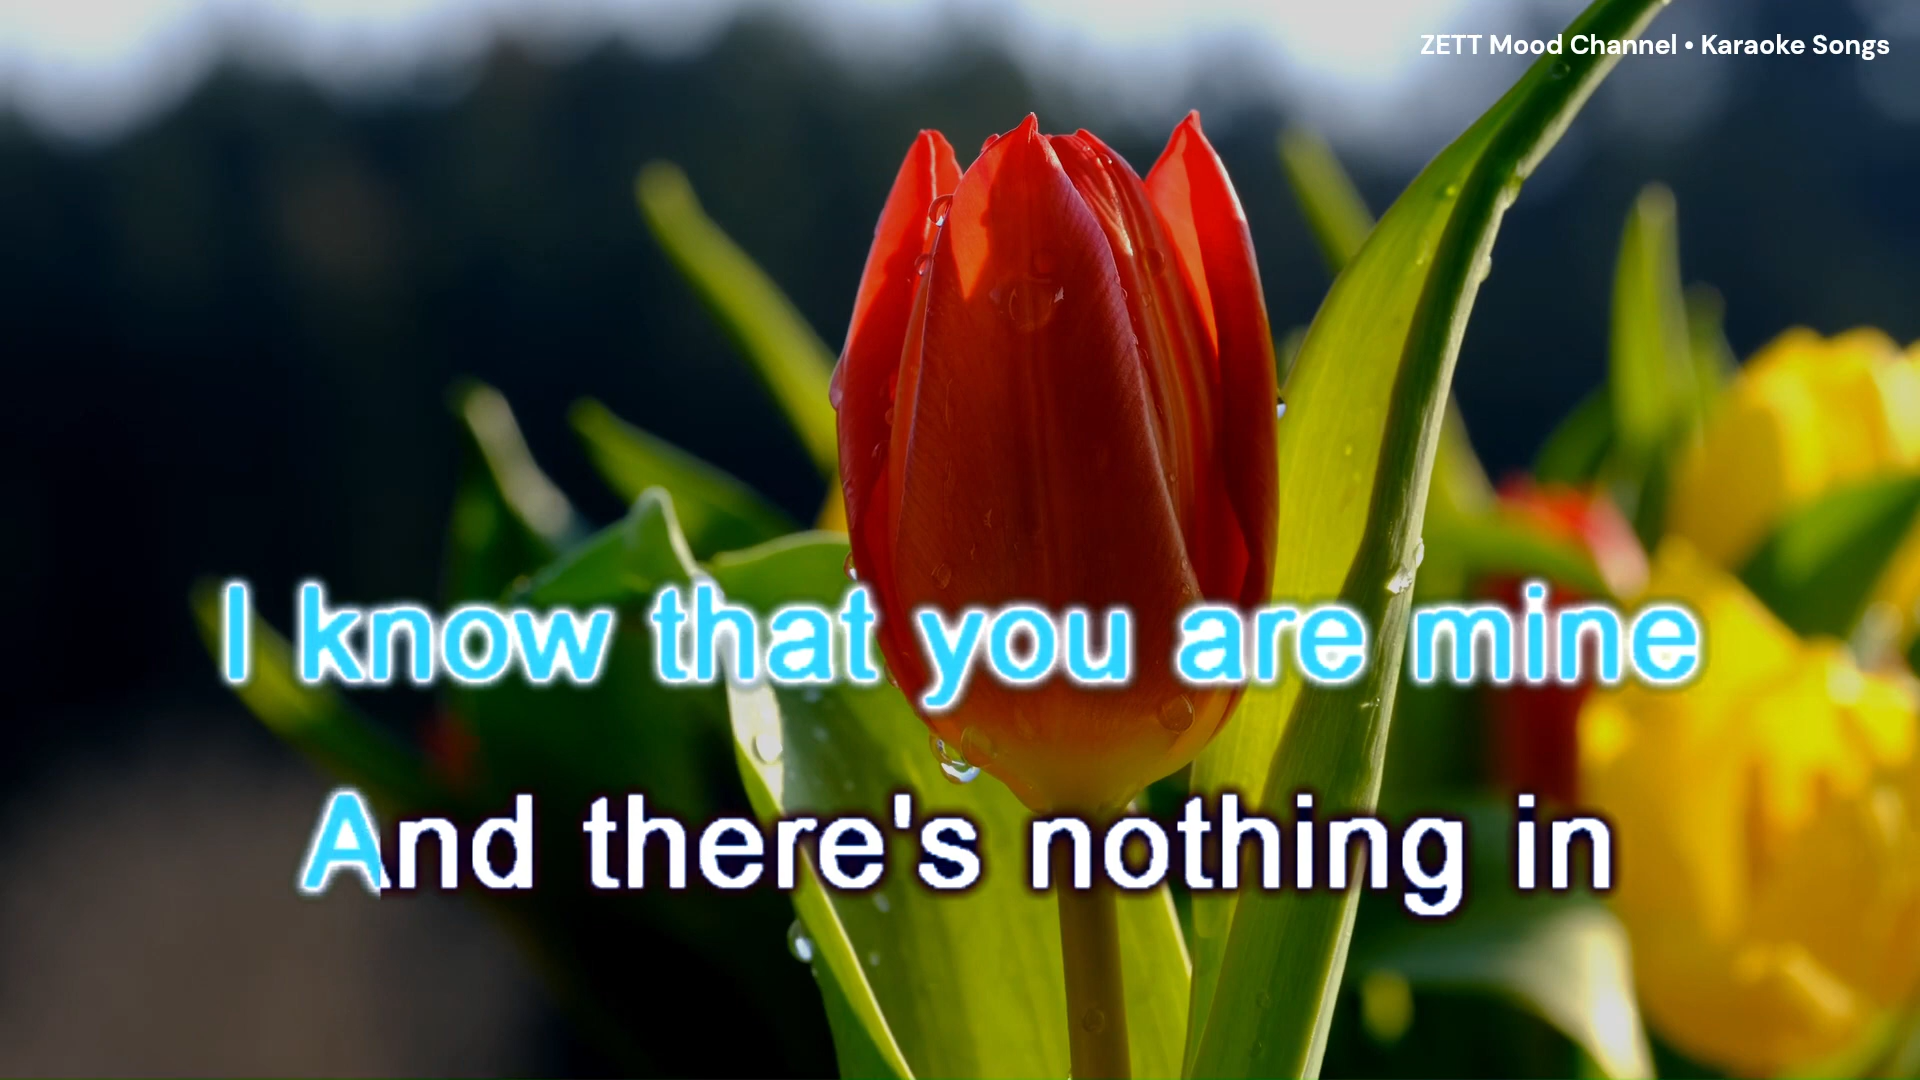 ZETT Mood Channel • Karaoke Songs
I know that you are mine
And there's nothing in